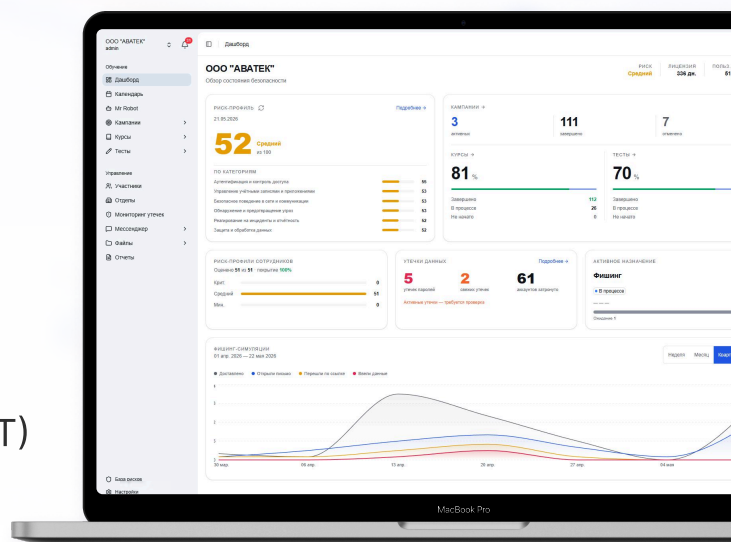 ООО "АВАТЕК"
admin
Обучение
Дашборд
Календарь
Mr Robot
Кампании
Курсы
Тесты
Управление
Участники
Отделы
Мониторинг утечек
Мессенджер
Файлы
Отчеты
База рисков
Настройки
Дашборд
ООО "АВАТЕК"
Обзор состояния безопасности
РИСК
Средний
ЛИЦЕНЗИЯ
336 дн.
ПОЛЬЗ.
51
РИСК-ПРОФИЛЬ
Подробнее →
21.05.2026
52
Средний
из 100
ПО КАТЕГОРИЯМ
Аутентификация и контроль доступа 55
Управление учётными записями и приложениями 53
Безопасное поведение в сети и коммуникации 53
Обнаружение и предотвращение угроз 53
Реагирование на инциденты и отчётность 52
Защита и обработка данных 52
КАМПАНИИ →
3
активных
111
завершено
7
отменено
КУРСЫ →
81 %
Завершено 112
В процессе 26
Не начато 0
ТЕСТЫ →
70 %
Завершено
В процессе
Не начато
РИСК-ПРОФИЛИ СОТРУДНИКОВ
Оценено 51 из 51 · покрытие 100%
Крит. 0
Средний 51
Мин. 0
УТЕЧКИ ДАННЫХ
Подробнее →
5
утечек паролей
2
свежих утечек
61
аккаунтов затронуто
Активные утечки — требуется проверка
АКТИВНОЕ НАЗНАЧЕНИЕ
Фишинг
В процессе
ФИШИНГ-СИМУЛЯЦИИ
01 апр. 2026 — 22 мая 2026
Неделя
Месяц
Доставлено
Открыли письмо
Перешли по ссылке
Ввели данные
30 мар
06 апр
13 апр
20 апр
27 апр
04 мая
MacBook Pro
Т)